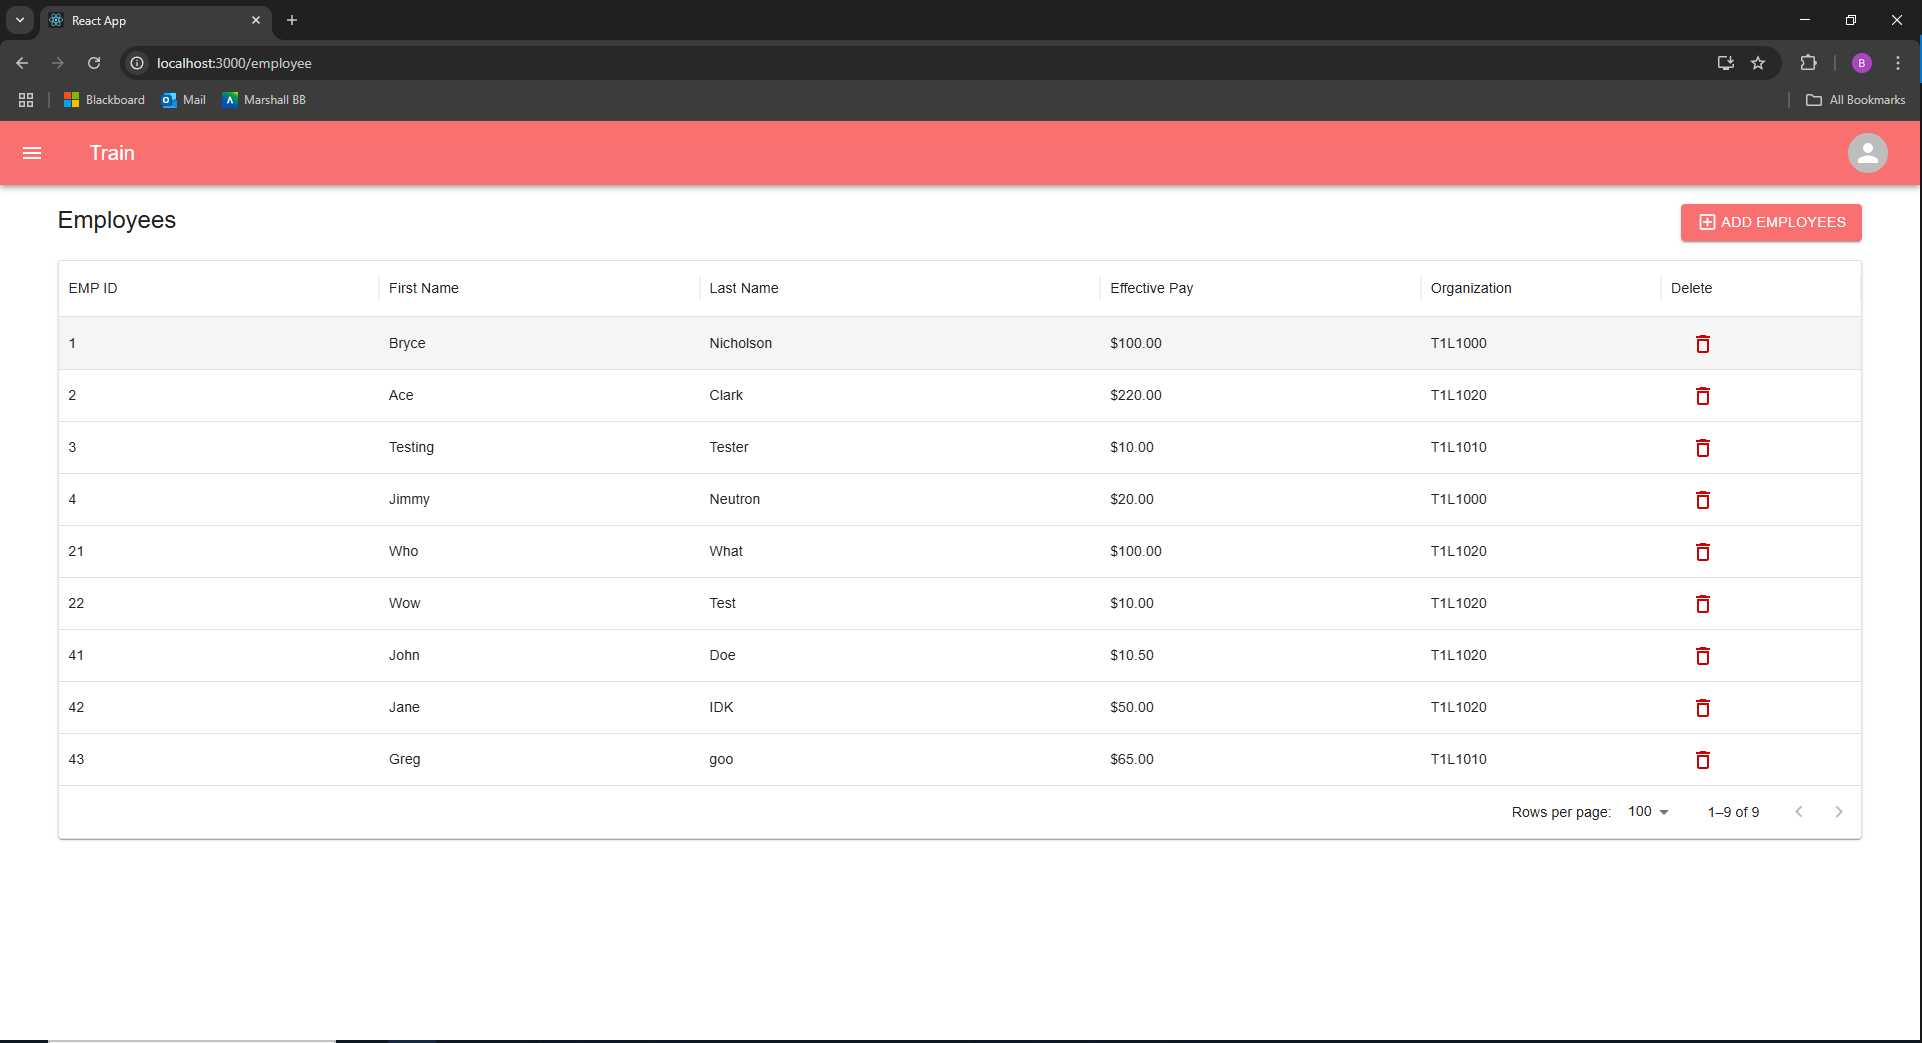 React App
localhost:3000/employee
B
Blackboard Mail Marshall BB All Bookmarks
Train
Employees
ADD EMPLOYEES
EMP ID First Name Last Name Effective Pay Organization Delete
1 Bryce Nicholson $100.00 T1L1000
2 Ace Clark $220.00 T1L1020
3 Testing Tester $10.00 T1L1010
4 Jimmy Neutron $20.00 T1L1000
21 Who What $100.00 T1L1020
22 Wow Test $10.00 T1L1020
41 John Doe $10.50 T1L1020
42 Jane IDK $50.00 T1L1020
43 Greg goo $65.00 T1L1010
Rows per page: 100 1–9 of 9